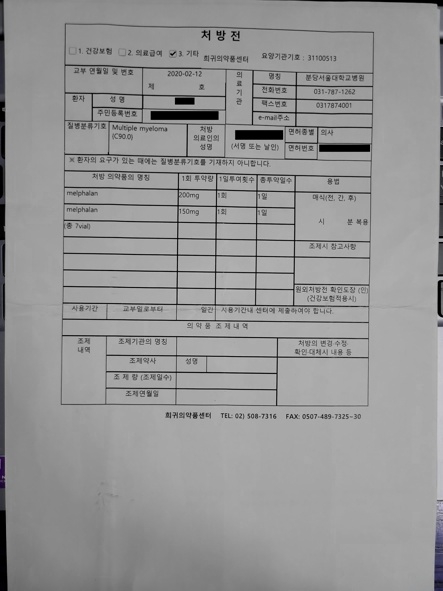 처 방 전
1. 건강보험 2. 의료급여 ✓ 3. 기타 희귀의약품센터 요양기관기호 : 31100513
교부 연월일 및 번호 2020-02-12 제 호
의료기관 명칭 분당서울대학교병원
전화번호 031-787-1262
팩스번호 0317874001
e-mail주소
환자 성 명
주민등록번호
질병분류기호 Multiple myeloma (C90.0)
처방 의료인의 성명 (서명 또는 날인)
면허종별 의사
면허번호
※ 환자의 요구가 있는 때에는 질병분류기호를 기재하지 아니합니다.
처방 의약품의 명칭 1회 투약량 1일투여횟수 총투약일수 용법
melphalan 200mg 1회 1일
melphalan 150mg 1회 1일
(총 7vial)
매식(전, 간, 후)
시 분 복용
조제시 참고사항
원외처방전 확인도장 (인)
(건강보험적용시)
사용기간 교부일로부터 일간 사용기간내 센터에 제출하여야 합니다.
의 약 품 조 제 내 역
조제 내역 조제기관의 명칭
처방의 변경·수정·
확인·대체시 내용 등
조제약사 성명
조 제 량 (조제일수)
조제연월일
희귀의약품센터 TEL: 02) 508-7316 FAX: 0507-489-7325~30